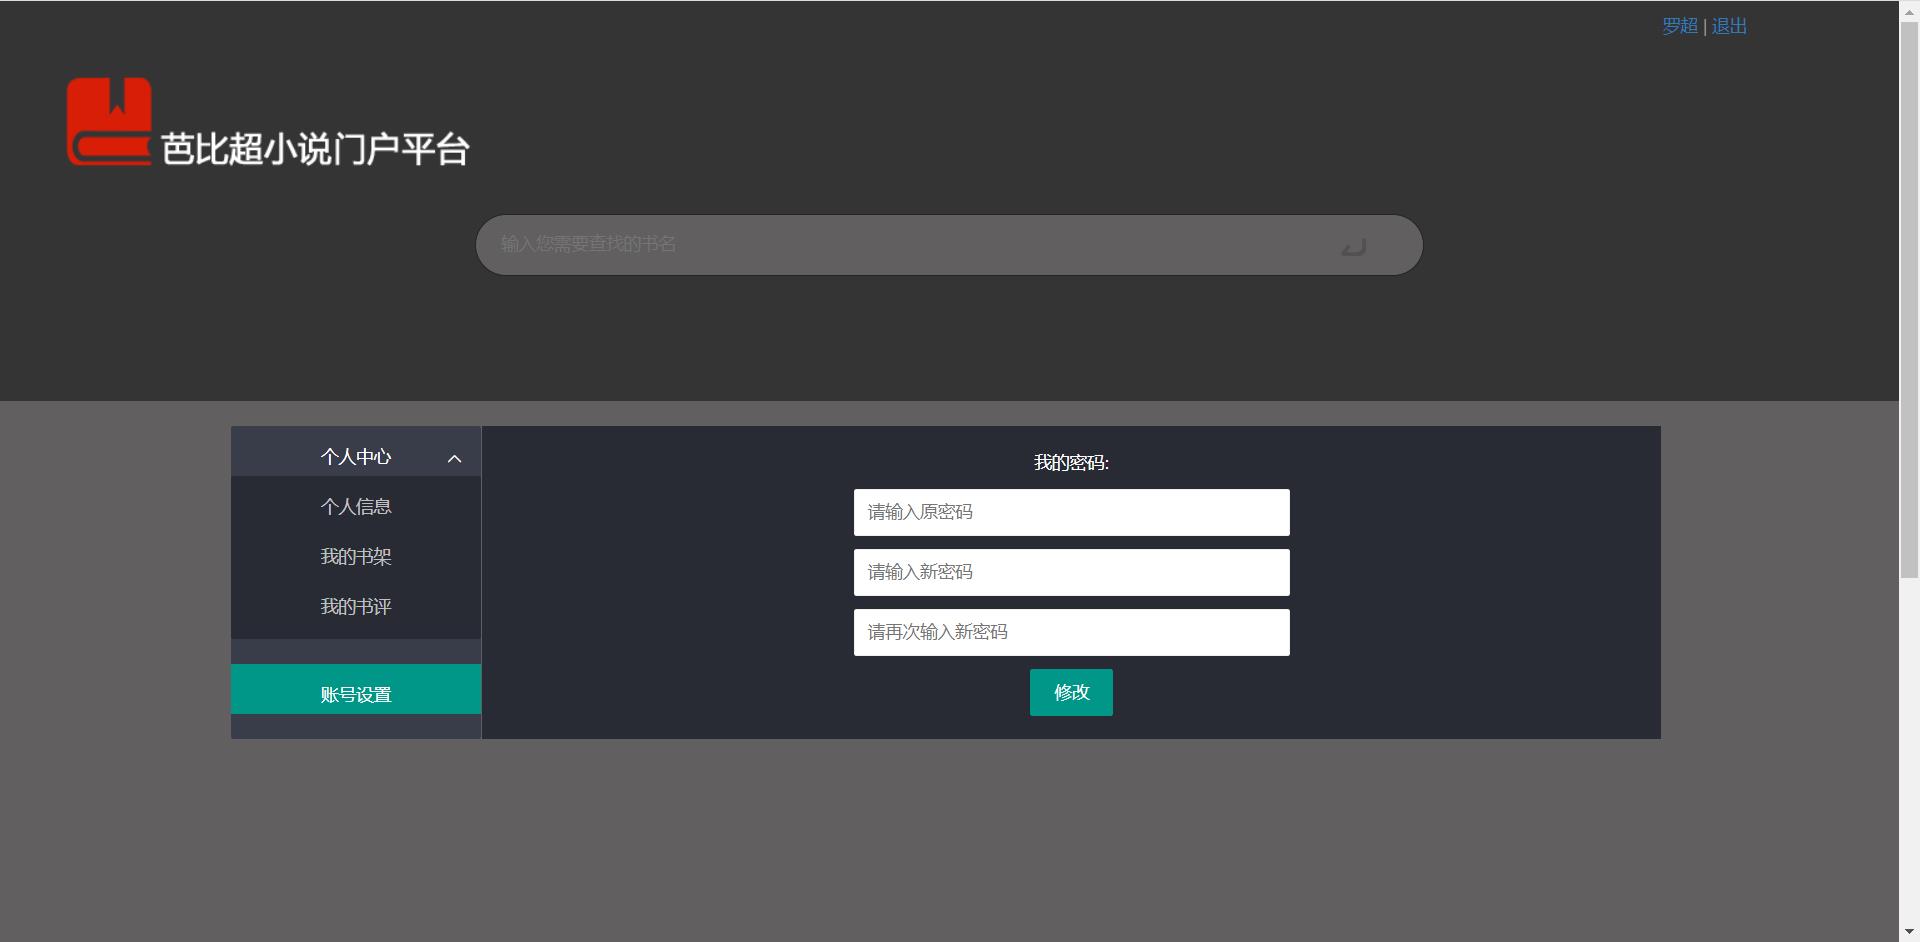 罗超 | 退出
芭比超小说门户平台
输入您需要查找的书名
个人中心
个人信息
我的书架
我的书评
账号设置
我的密码:
请输入原密码
请输入新密码
请再次输入新密码
修改